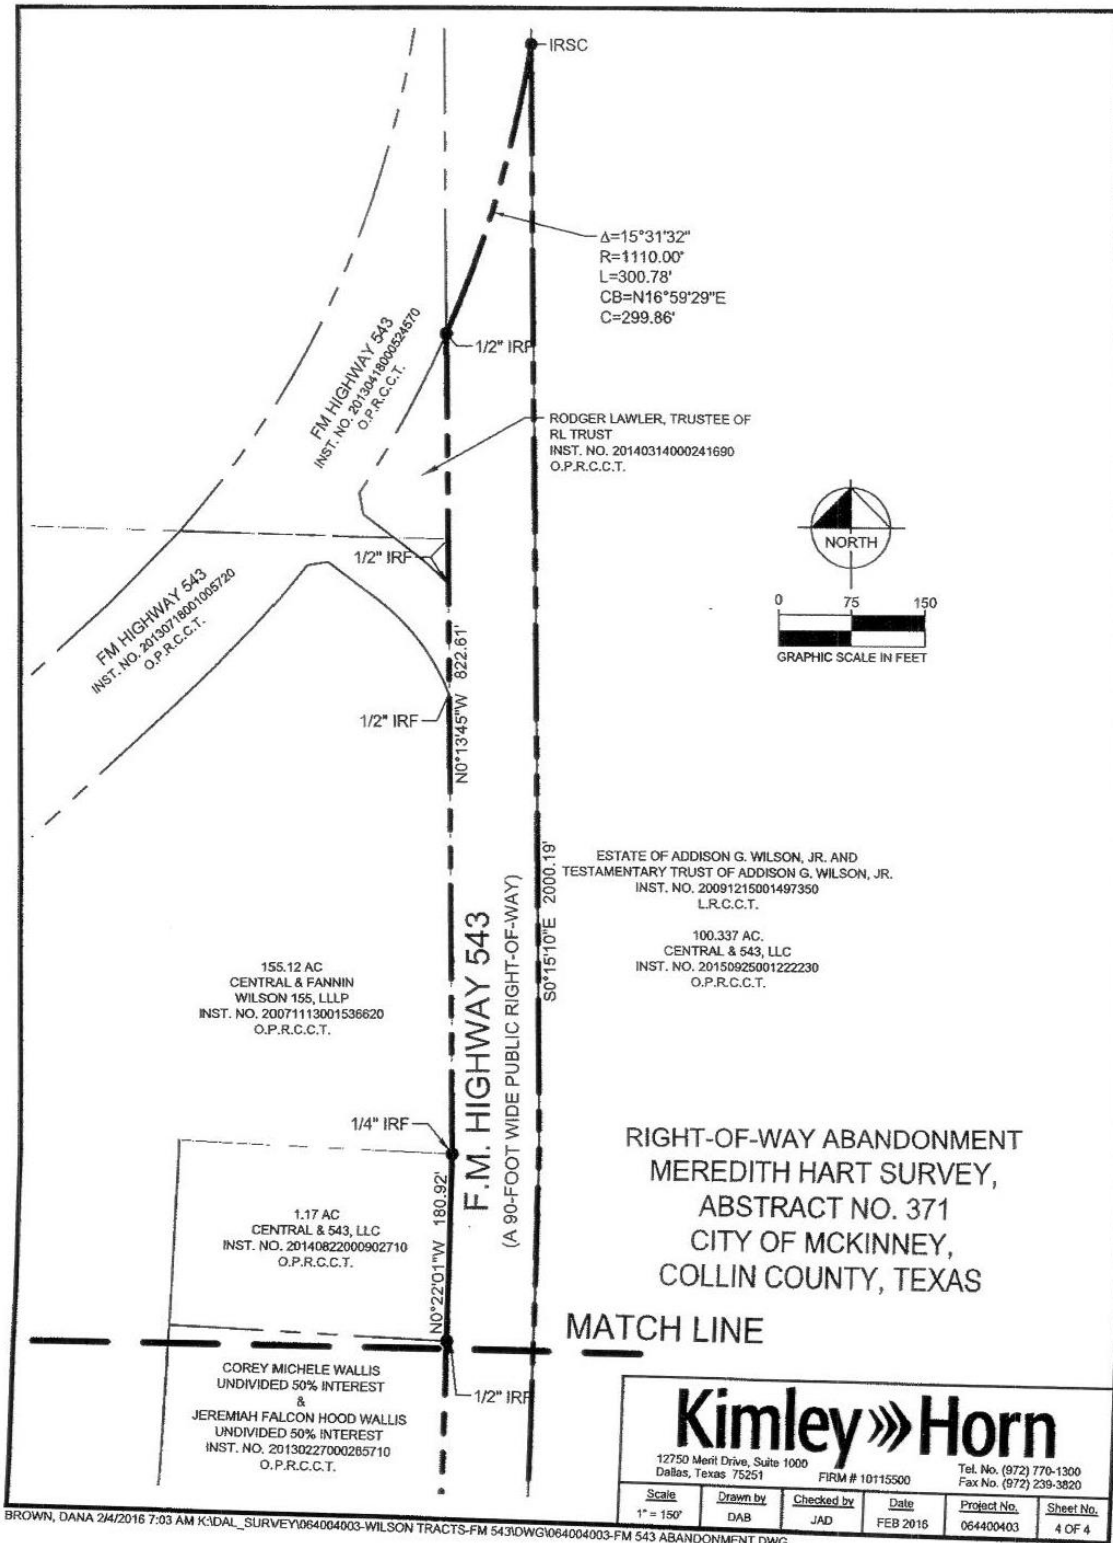 IRSC
Δ=15°31'32"
R=1110.00'
L=300.78'
CB=N16°59'29"E
C=299.86'
1/2" IRF
FM HIGHWAY 543
INST. NO. 20130418000524570
O.P.R.C.C.T.
RODGER LAWLER, TRUSTEE OF
RL TRUST
INST. NO. 20140314000241690
O.P.R.C.C.T.
NORTH
1/2" IRF
FM HIGHWAY 543
INST. NO. 20130718001005720
O.P.R.C.C.T.
0 75 150
GRAPHIC SCALE IN FEET
N0°13'45"W 822.61'
1/2" IRF
S0°15'10"E 2000.19'
ESTATE OF ADDISON G. WILSON, JR. AND
TESTAMENTARY TRUST OF ADDISON G. WILSON, JR.
INST. NO. 20091215001497350
L.R.C.C.T.
100.337 AC.
CENTRAL & 543, LLC
INST. NO. 20150925001222230
O.P.R.C.C.T.
155.12 AC
CENTRAL & FANNIN
WILSON 155, LLLP
INST. NO. 20071113001536620
O.P.R.C.C.T.
F.M. HIGHWAY 543
(A 90-FOOT WIDE PUBLIC RIGHT-OF-WAY)
1/4" IRF
N0°22'01"W 180.92'
1.17 AC
CENTRAL & 543, LLC
INST. NO. 20140822000902710
O.P.R.C.C.T.
RIGHT-OF-WAY ABANDONMENT
MEREDITH HART SURVEY,
ABSTRACT NO. 371
CITY OF MCKINNEY,
COLLIN COUNTY, TEXAS
MATCH LINE
COREY MICHELE WALLIS
UNDIVIDED 50% INTEREST
&
JEREMIAH FALCON HOOD WALLIS
UNDIVIDED 50% INTEREST
INST. NO. 20130227000265710
O.P.R.C.C.T.
1/2" IRF
Kimley»»Horn
12750 Merit Drive, Suite 1000
Dallas, Texas 75251
FIRM # 10115500
Tel. No. (972) 770-1300
Fax No. (972) 239-3820
Scale Drawn by Checked by Date Project No. Sheet No.
1" = 150' DAB JAD FEB 2016 064400403 4 OF 4
BROWN, DANA 2/4/2016 7:03 AM K:\DAL_SURVEY\064004003-WILSON TRACTS-FM 543\DWG\064004003-FM 543 ABANDONMENT.DWG